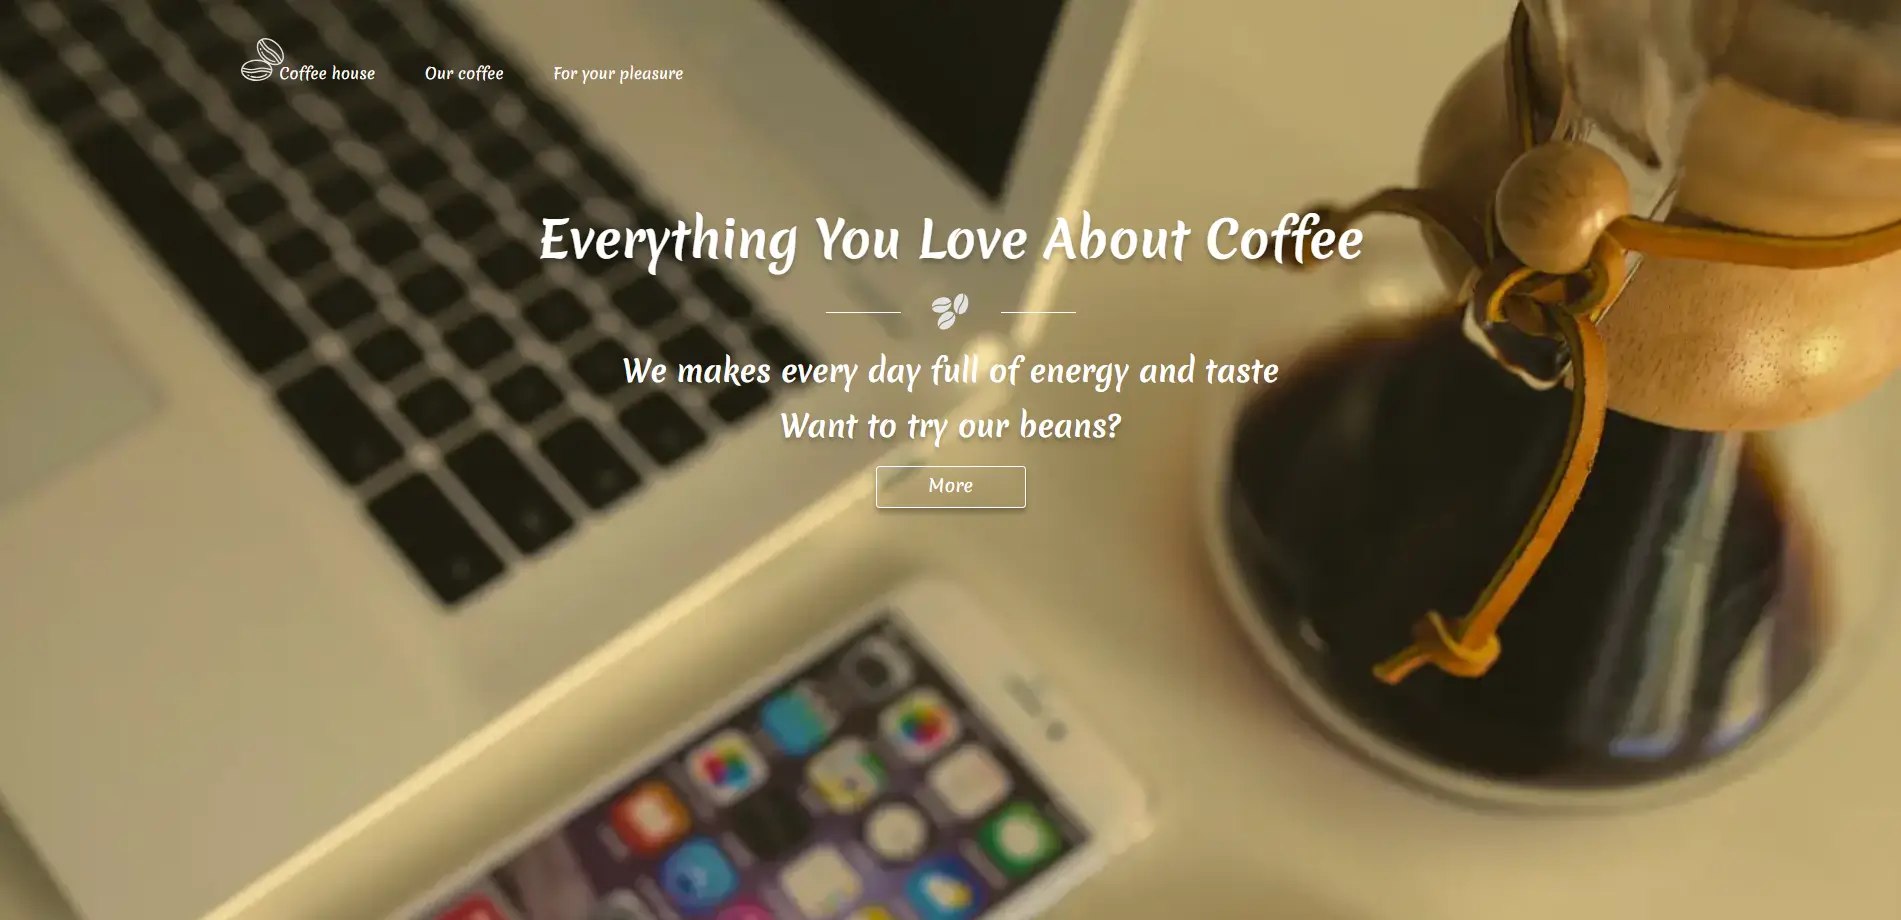 Coffee house Our coffee For your pleasure
Everything You Love About Coffee
We makes every day full of energy and taste
Want to try our beans?
More